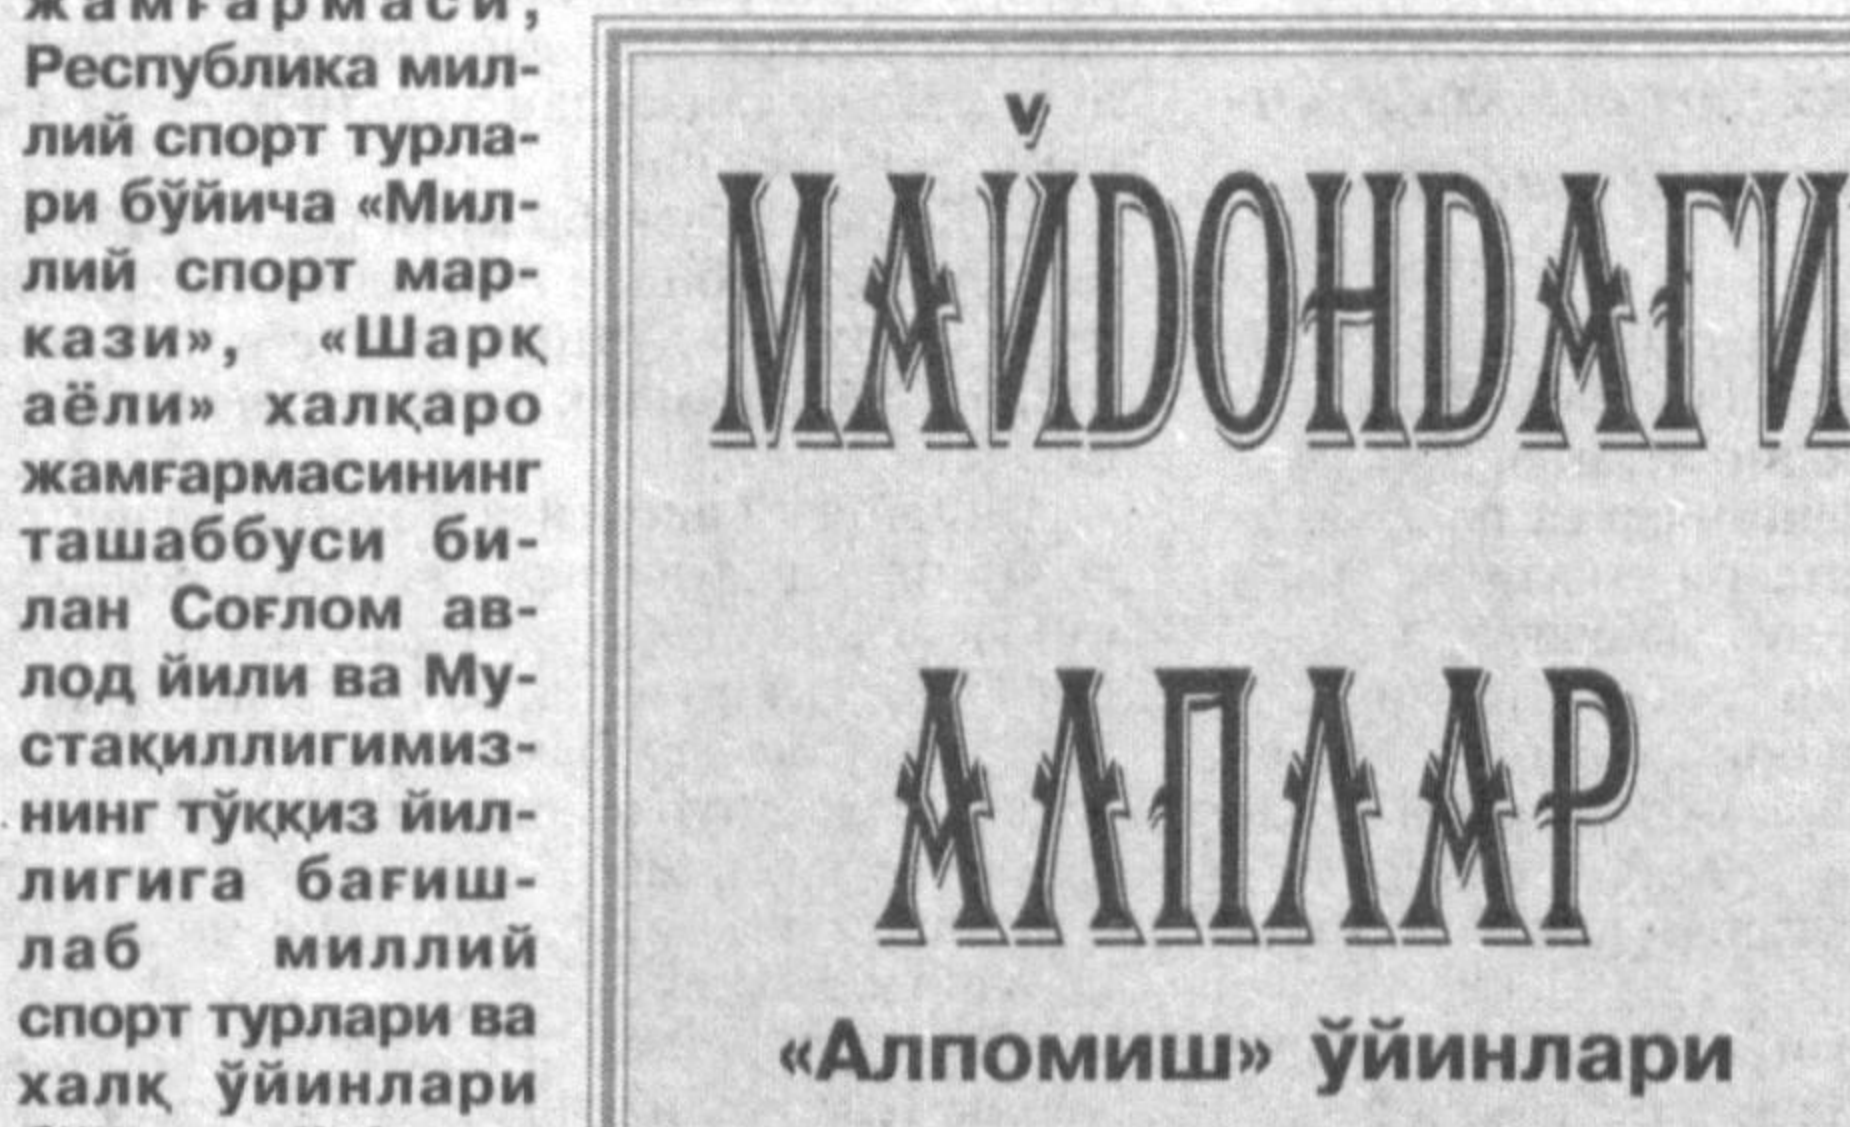 жамғармаси,
Республика мил-
лий спорт турла-
ри бўйича «Мил-
лий спорт мар-
кази», «Шарқ
аёли» халқаро
жамғармасининг
ташаббуси би-
лан Соғлом ав-
лод йили ва Му-
стақиллигимиз-
нинг тўққиз йил-
лигига бағиш-
лаб миллий
спорт турлари ва
халқ ўйинлари
МАЙДОНДАГИ
АЛПЛАР
«Алпомиш» ўйинлари